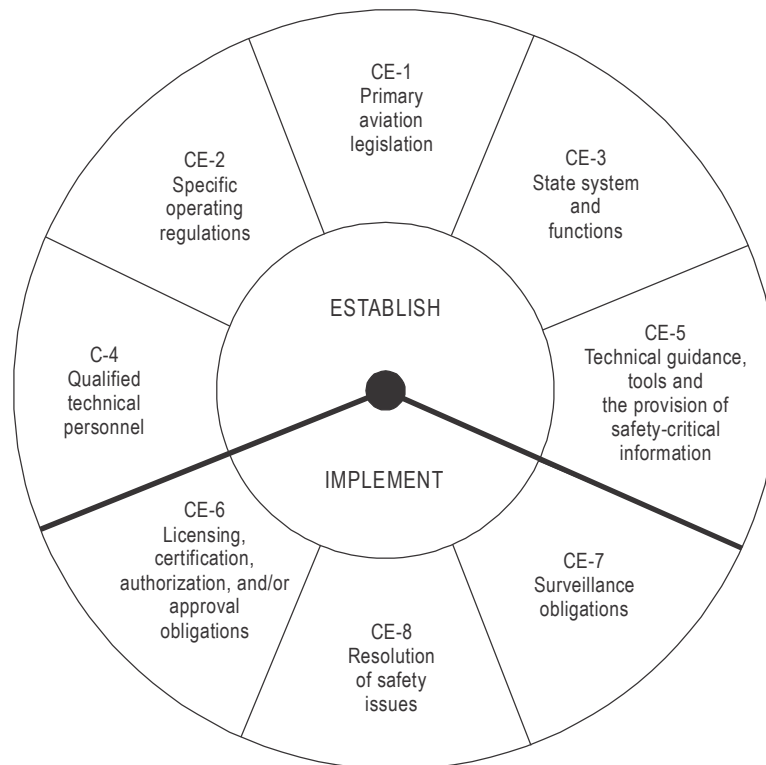 CE-1
Primary
aviation
legislation
CE-2
Specific
operating
regulations
CE-3
State system
and
functions
ESTABLISH
C-4
Qualified
technical
personnel
CE-5
Technical guidance,
tools and
the provision of
safety-critical
information
IMPLEMENT
CE-6
Licensing,
certification,
authorization, and/or
approval
obligations
CE-7
Surveillance
obligations
CE-8
Resolution
of safety
issues